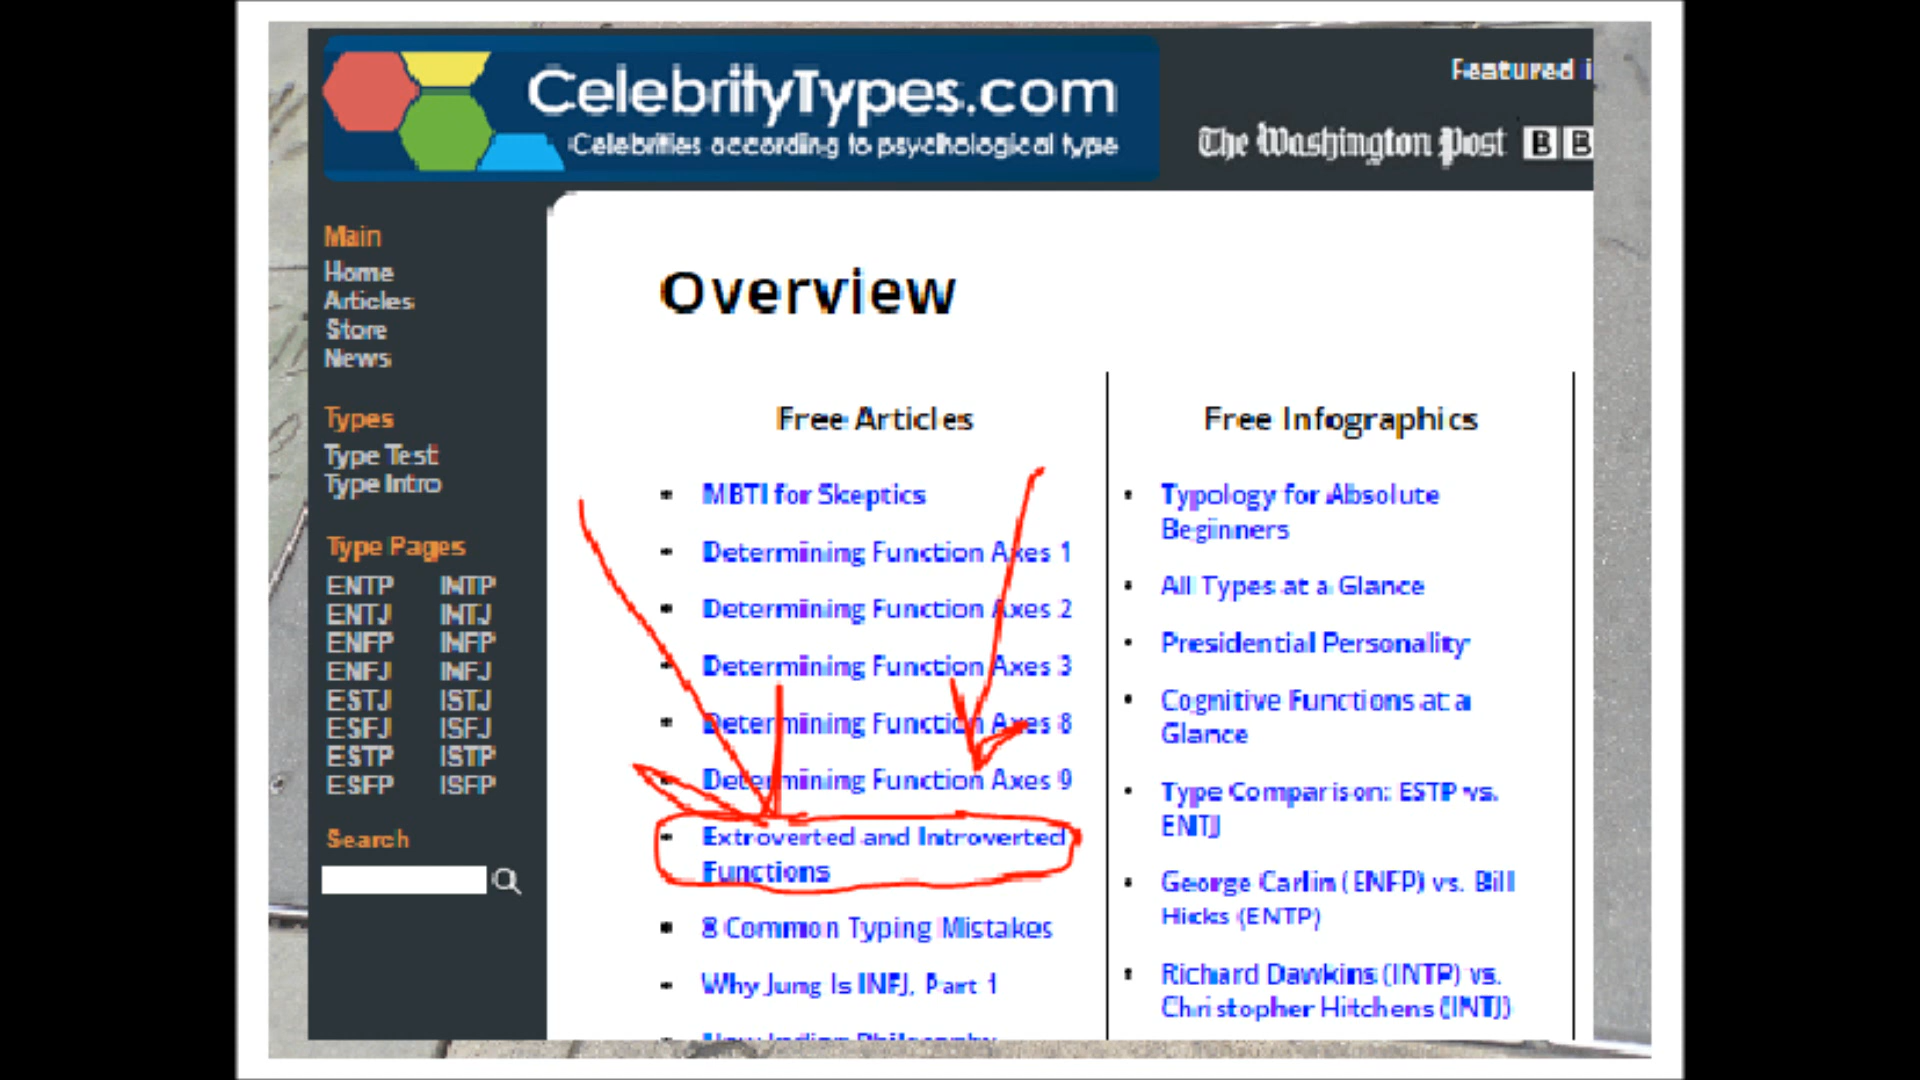 CelebrityTypes.com
Celebrities according to psychological type
Featured
The Washington Post BB
Main
Home
Articles
Store
News
Types
Type Test
Type Intro
Type Pages
ENTP INTP
ENTJ INTJ
ENFP INFP
ENFJ INFJ
ESTJ ISTJ
ESFJ ISFJ
ESTP ISTP
ESFP ISFP
Search
Overview
Free Articles
MBTI for Skeptics
Determining Function Axes 1
Determining Function Axes 2
Determining Function Axes 3
Determining Function Axes 8
Determining Function Axes 9
Extroverted and Introverted
Functions
8 Common Typing Mistakes
Why Jung Is INFJ, Part 1
Free Infographics
Typology for Absolute
Beginners
All Types at a Glance
Presidential Personality
Cognitive Functions at a
Glance
Type Comparison: ESTP vs.
ENTJ
George Carlin (ENFP) vs. Bill
Hicks (ENTP)
Richard Dawkins (INTP) vs.
Christopher Hitchens (INTJ)